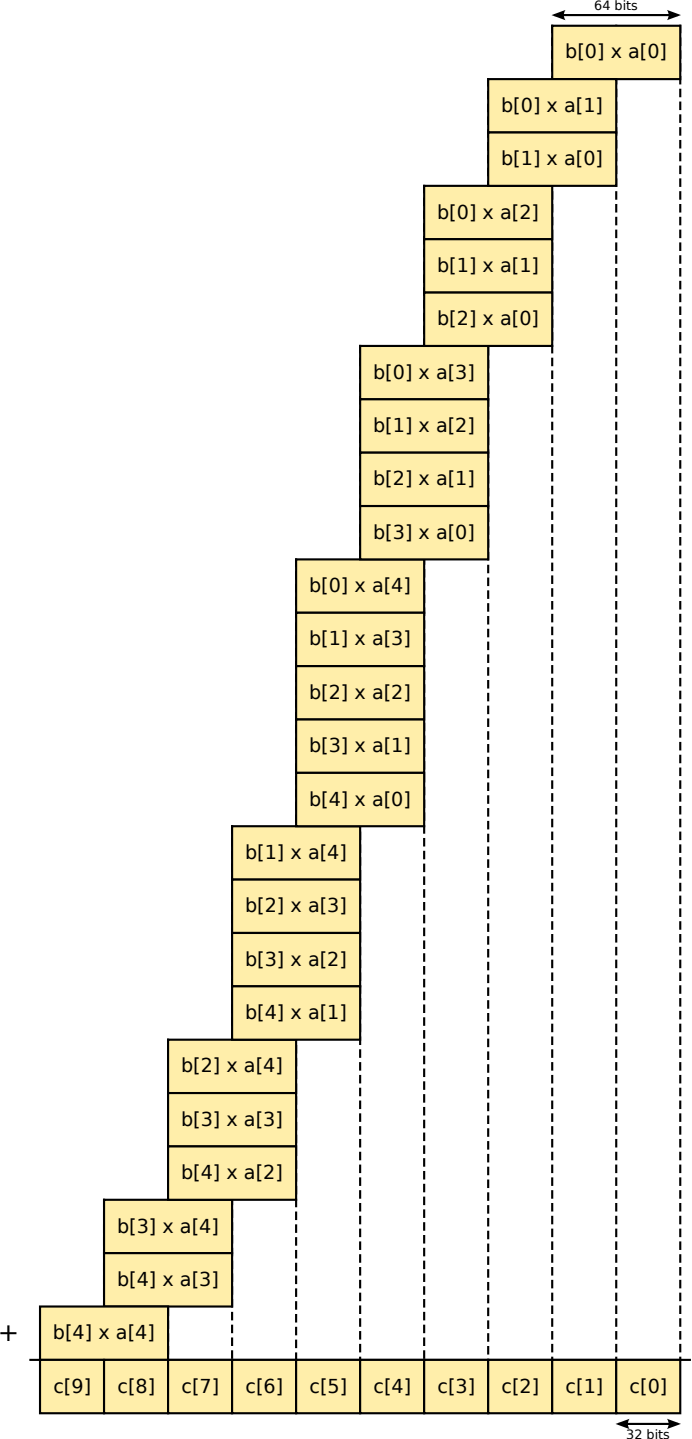 64 bits
b[0] x a[0]
b[0] x a[1]
b[1] x a[0]
b[0] x a[2]
b[1] x a[1]
b[2] x a[0]
b[0] x a[3]
b[1] x a[2]
b[2] x a[1]
b[3] x a[0]
b[0] x a[4]
b[1] x a[3]
b[2] x a[2]
b[3] x a[1]
b[4] x a[0]
b[1] x a[4]
b[2] x a[3]
b[3] x a[2]
b[4] x a[1]
b[2] x a[4]
b[3] x a[3]
b[4] x a[2]
b[3] x a[4]
b[4] x a[3]
+ b[4] x a[4]
c[9] c[8] c[7] c[6] c[5] c[4] c[3] c[2] c[1] c[0]
32 bits